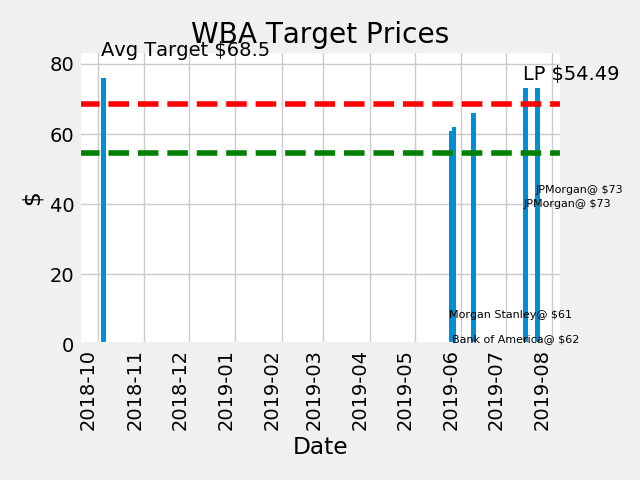 WBA Target Prices
Avg Target $68.5
LP $54.49
80
60
40
20
0
$
JPMorgan@ $73
JPMorgan@ $73
Morgan Stanley@ $61
Bank of America@ $62
2018-10
2018-11
2018-12
2019-01
2019-02
2019-03
2019-04
2019-05
2019-06
2019-07
2019-08
Date